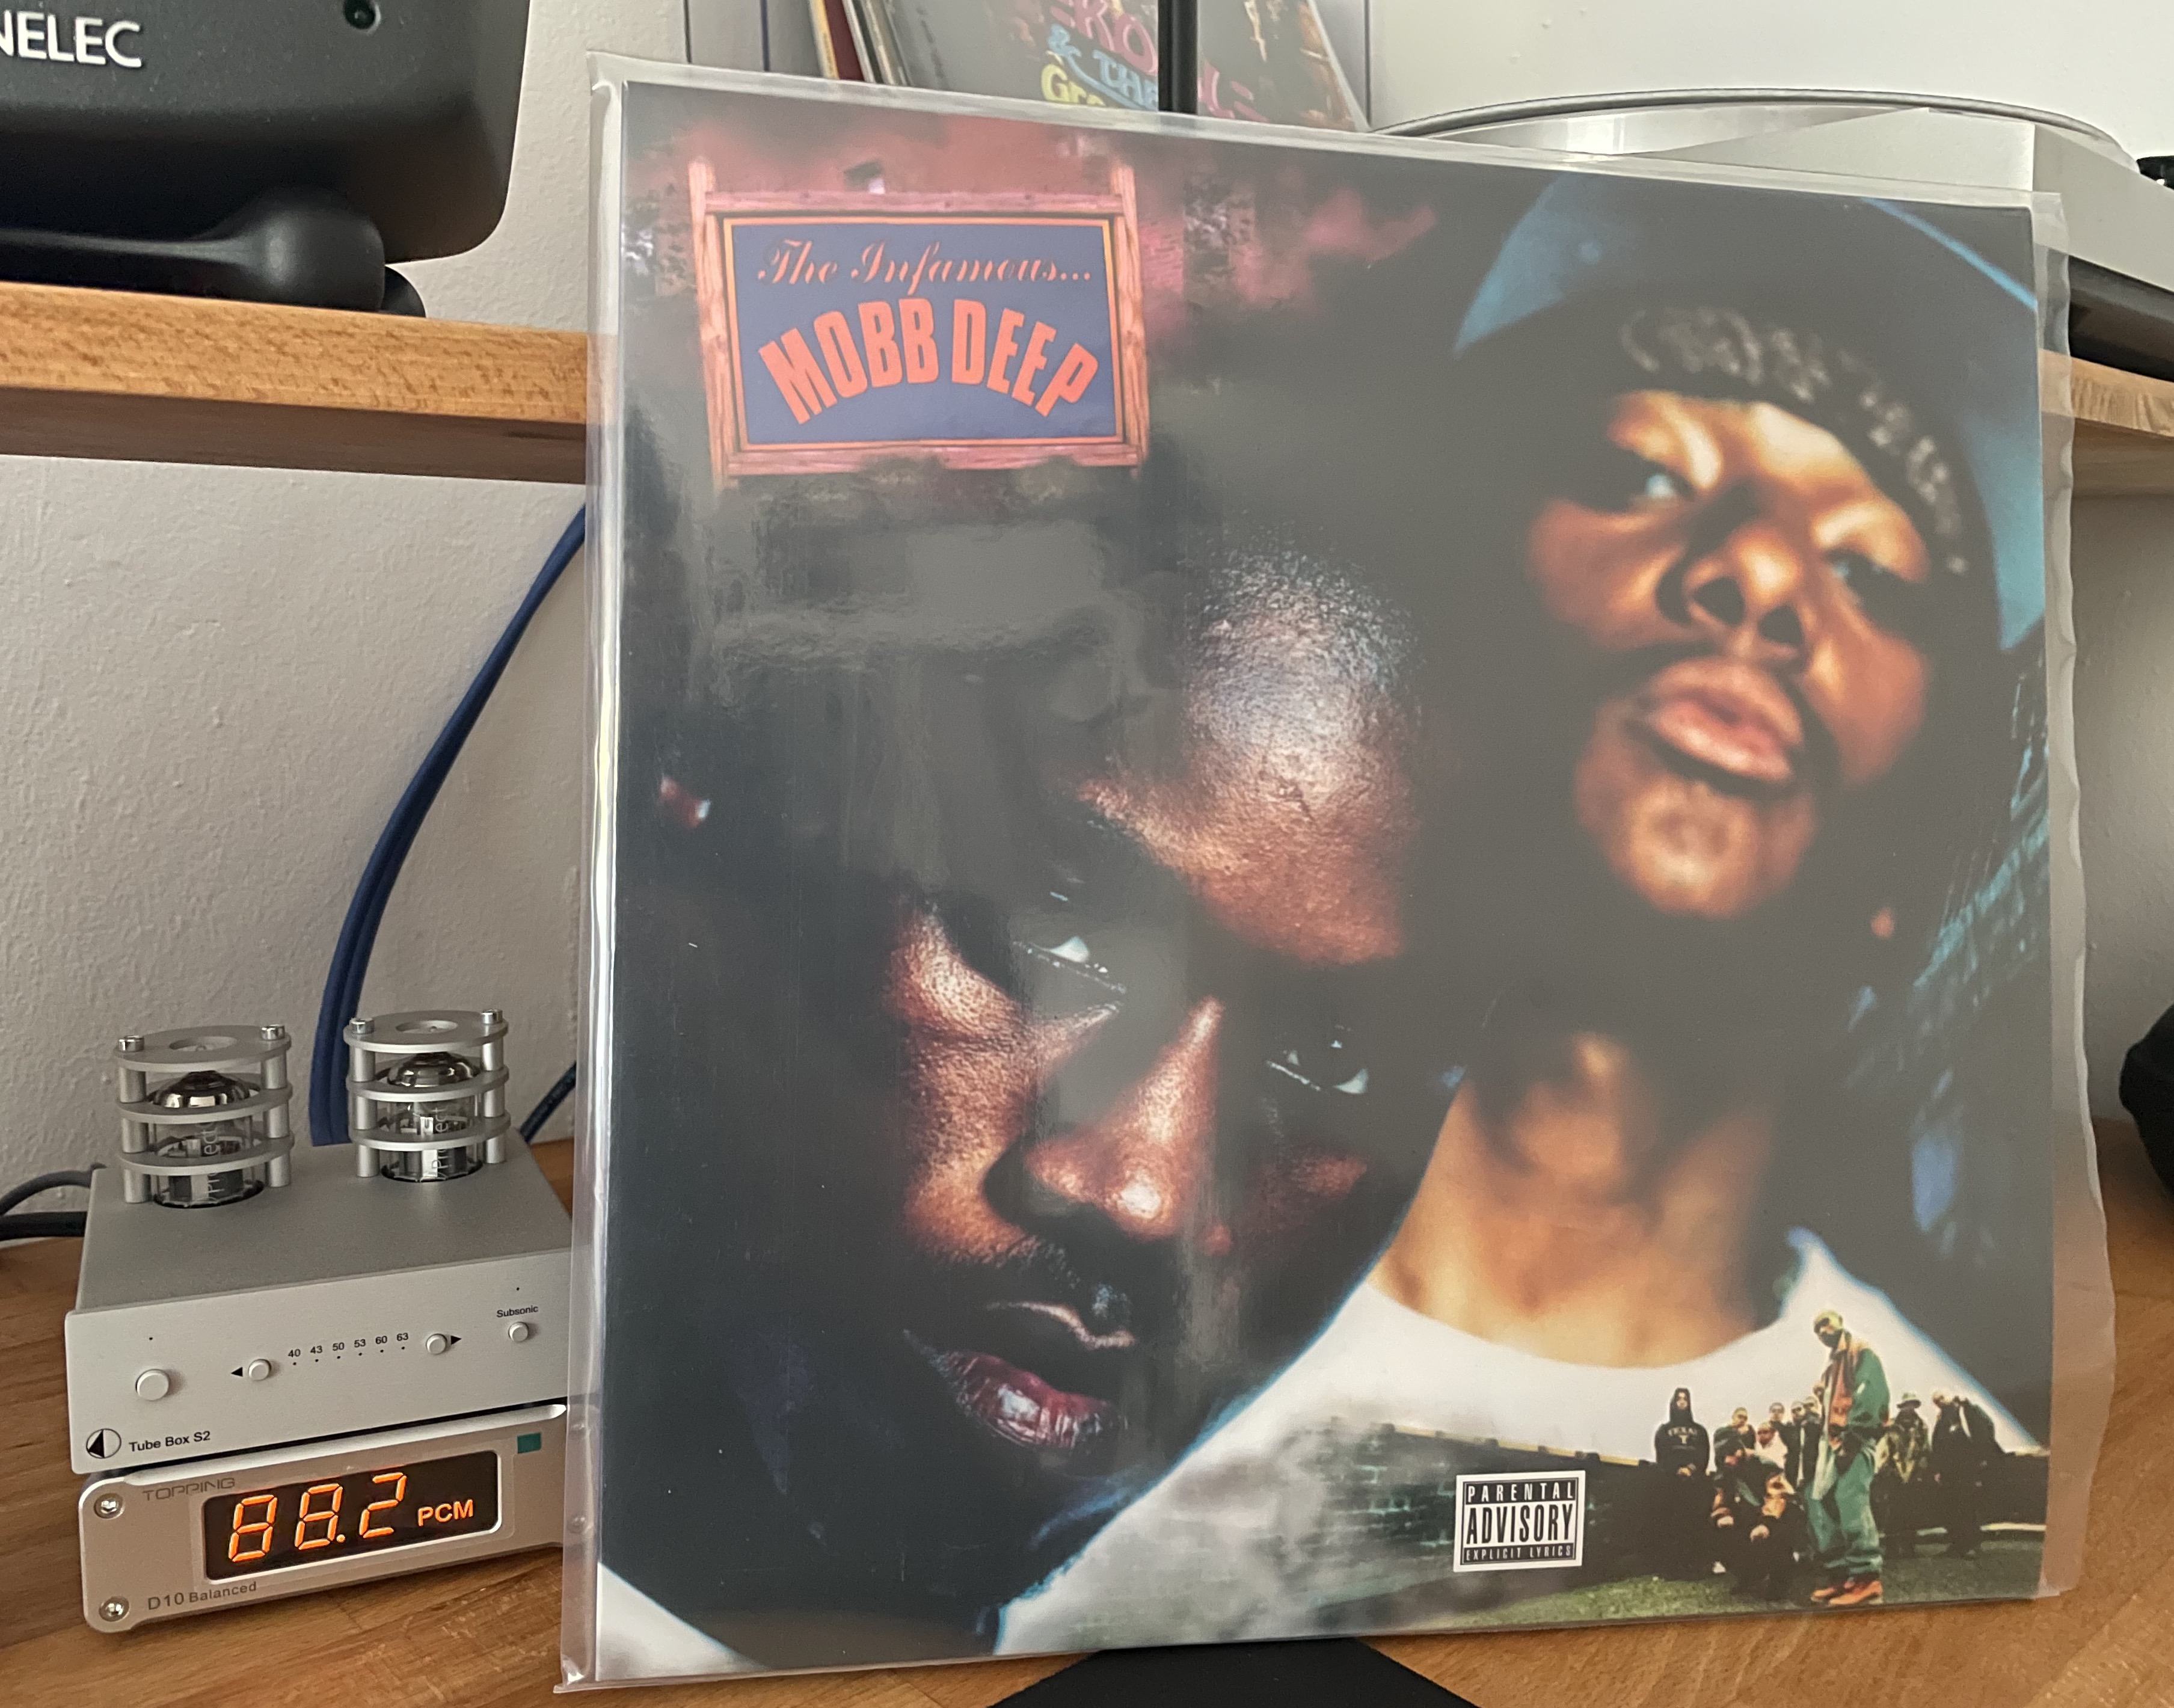 NELEC
& THE
The Infamous...
MOBB DEEP
Subsonic
40 43 50 53 60 63
Tube Box S2
TOPPING
88.2 PCM
D10 Balanced
PARENTAL
ADVISORY
EXPLICIT LYRICS